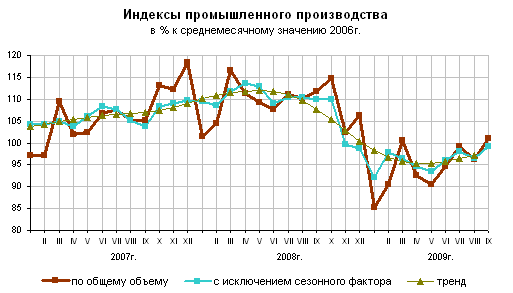 Индексы промышленного производства
в % к среднемесячному значению 2006г.
120
115
110
105
100
95
90
85
80
II III IV V VI VII VIII IX X XI XII II III IV V VI VII VIII IX X XI XII II III IV V VI VII VIII IX
2007г. 2008г. 2009г.
по общему объему с исключением сезонного фактора тренд